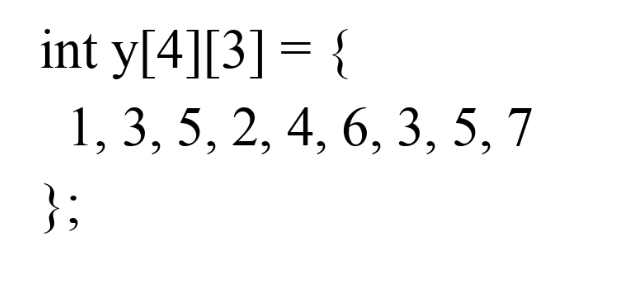 int y[4][3] = {
1, 3, 5, 2, 4, 6, 3, 5, 7
};